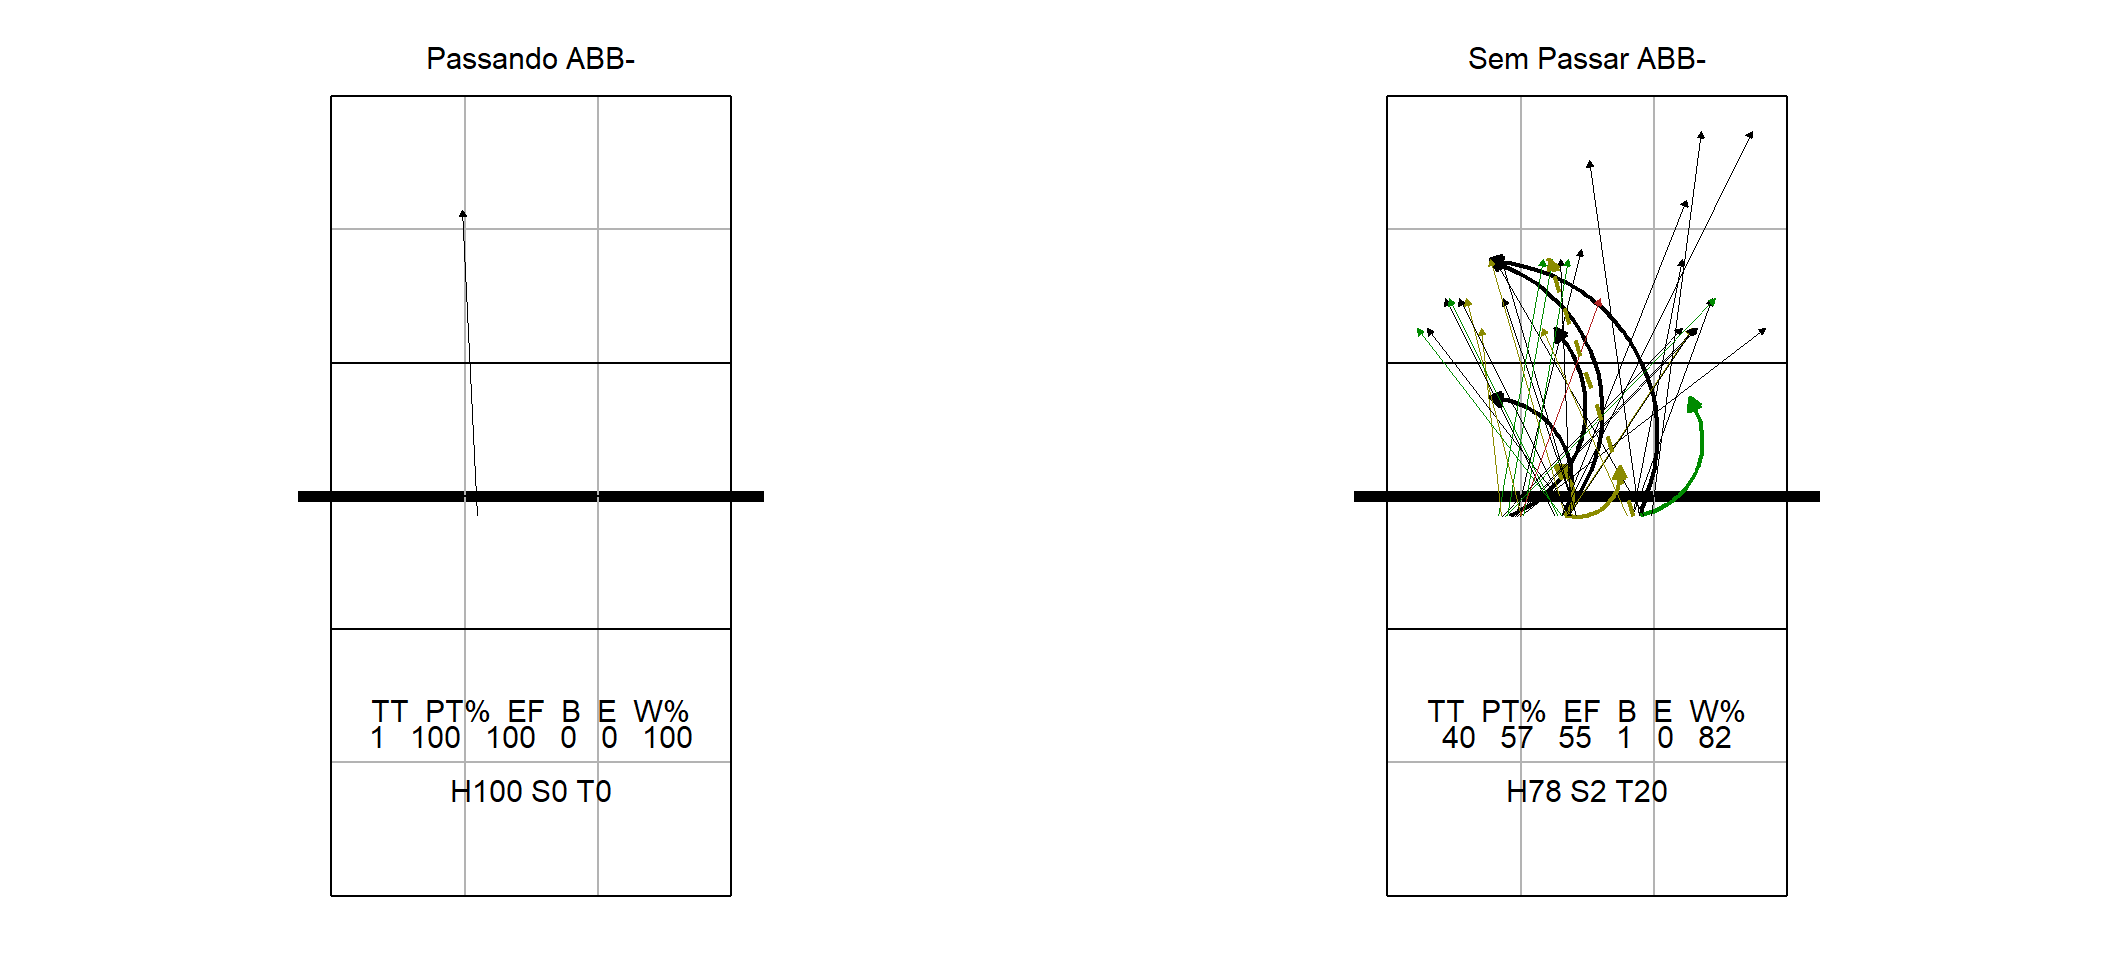 Passando ABB-
TT PT% EF B E W%
1 100 100 0 0 100
H100 S0 T0
Sem Passar ABB-
TT PT% EF B E W%
40 57 55 1 0 82
H78 S2 T20